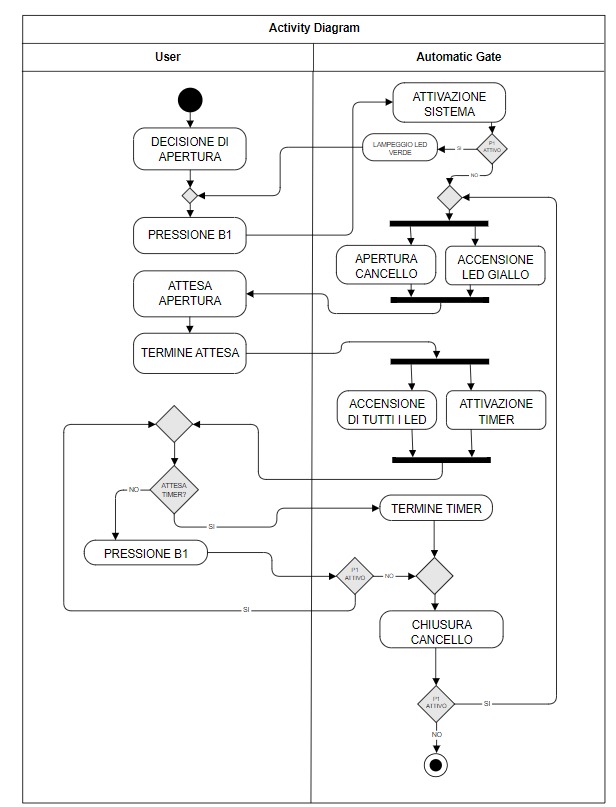 Activity Diagram
User
Automatic Gate
ATTIVAZIONE
SISTEMA
DECISIONE DI
APERTURA
LAMPEGGIO LED
VERDE
SI
P1
ATTIVO
NO
PRESSIONE B1
APERTURA
CANCELLO
ACCENSIONE
LED GIALLO
ATTESA
APERTURA
TERMINE ATTESA
ACCENSIONE
DI TUTTI I LED
ATTIVAZIONE
TIMER
ATTESA
TIMER?
NO
SI
TERMINE TIMER
PRESSIONE B1
P1
ATTIVO
NO
SI
CHIUSURA
CANCELLO
P1
ATTIVO
SI
NO